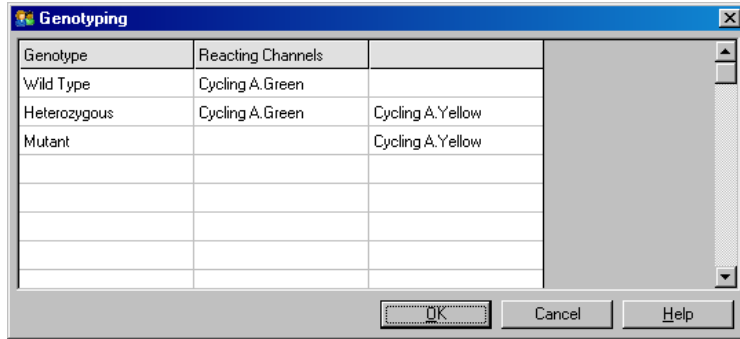 Genotyping
Genotype Reacting Channels
Wild Type Cycling A.Green
Heterozygous Cycling A.Green Cycling A.Yellow
Mutant Cycling A.Yellow
OK Cancel Help